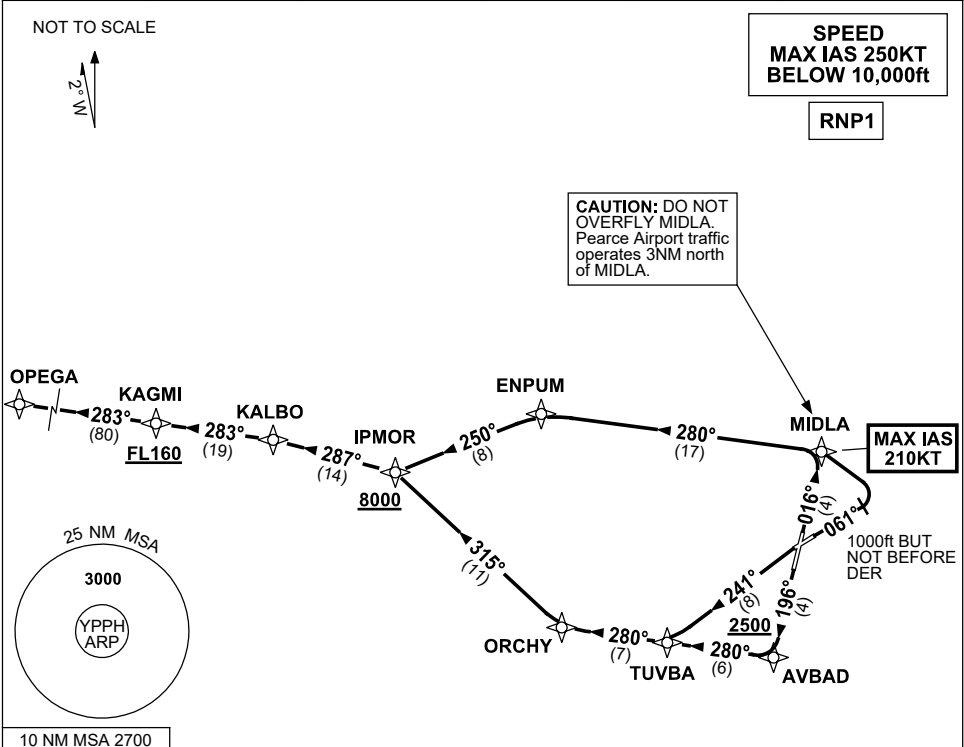 NOT TO SCALE
2° W
SPEED
MAX IAS 250KT
BELOW 10,000ft
RNP1
CAUTION: DO NOT
OVERFLY MIDLA.
Pearce Airport traffic
operates 3NM north
of MIDLA.
OPEGA
283°
(80)
KAGMI
FL160
283°
(19)
KALBO
287°
(14)
IPMOR
8000
250°
(8)
ENPUM
280°
(17)
MIDLA
MAX IAS
210KT
016°
(4)
061°
1000ft BUT
NOT BEFORE
DER
315°
(11)
241°
(8)
2500
196°
(4)
ORCHY
280°
(7)
TUVBA
280°
(6)
AVBAD
25 NM MSA
3000
YPPH
ARP
10 NM MSA 2700